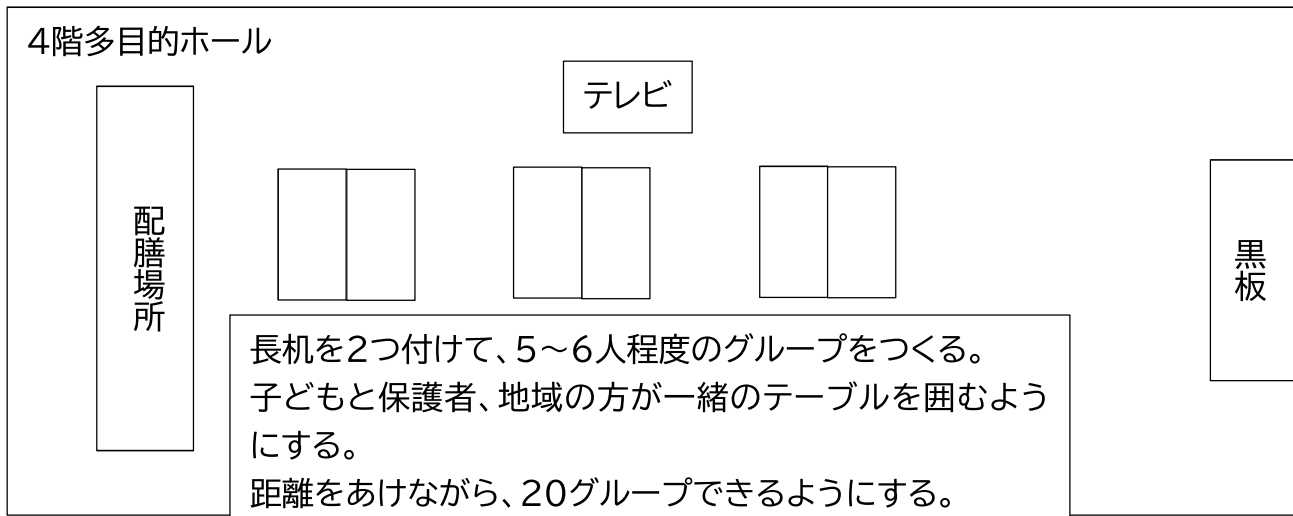 4階多目的ホール
テレビ
配膳場所
黒板
長机を2つ付けて、5～6人程度のグループをつくる。
子どもと保護者、地域の方が一緒のテーブルを囲むよう
にする。
距離をあけながら、20グループできるようにする。